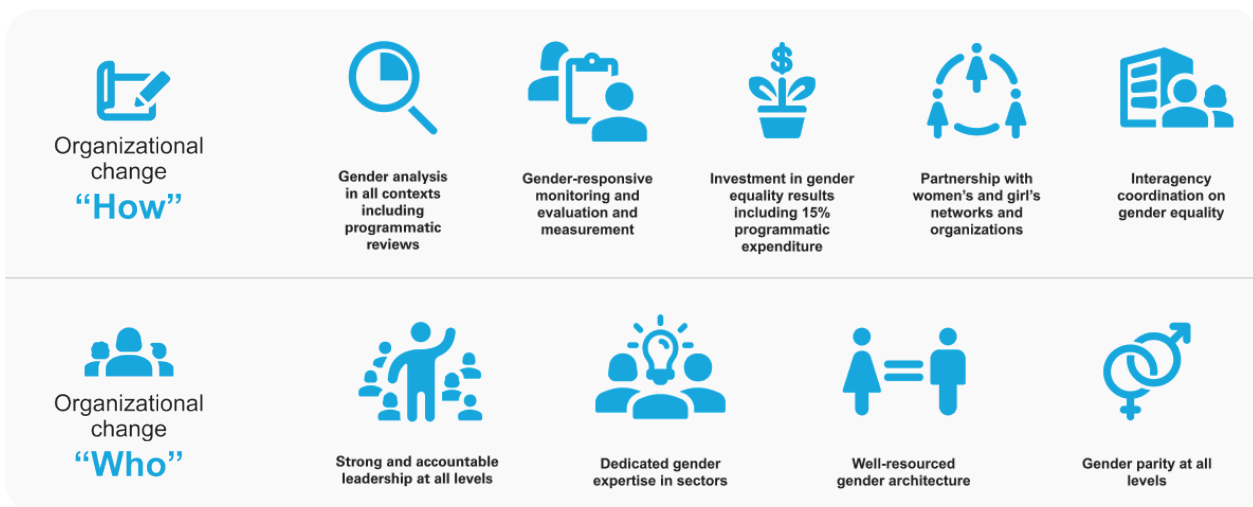 Organizational
change
“How”
Gender analysis
in all contexts
including
programmatic
reviews
Gender-responsive
monitoring and
evaluation and
measurement
$
Investment in gender
equality results
including 15%
programmatic
expenditure
Partnership with
women’s and girl’s
networks and
organizations
Interagency
coordination on
gender equality
Organizational
change
“Who”
Strong and accountable
leadership at all levels
Dedicated gender
expertise in sectors
Well-resourced
gender architecture
Gender parity at all
levels